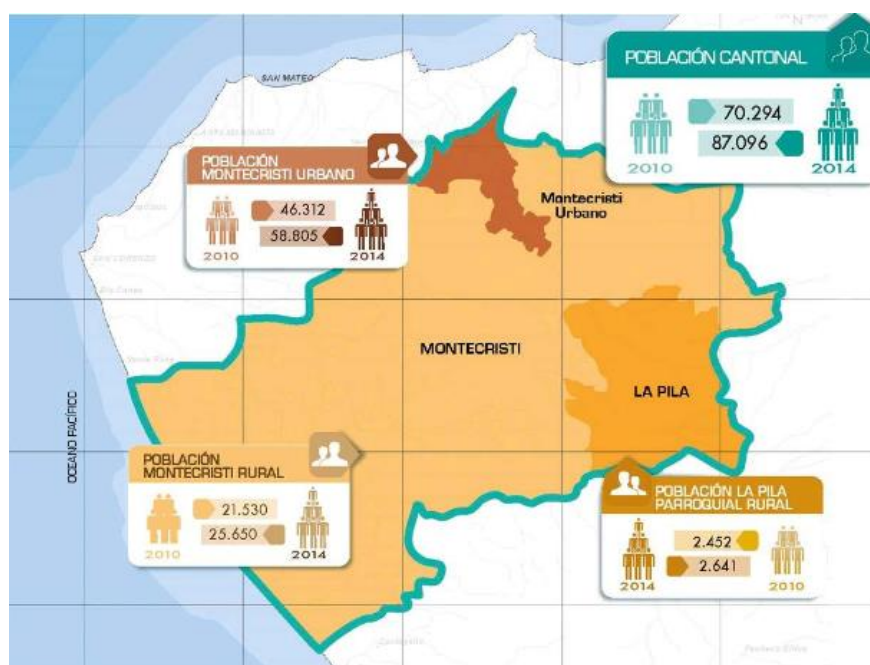 N
SAN MATEO
POBLACIÓN CANTONAL
70.294
87.096
2010
2014
POBLACIÓN
MONTECRISTI URBANO
46.312
58.805
2010
2014
Montecristi
Urbano
MONTECRISTI
LA PILA
OCEANO PACÍFICO
POBLACIÓN
MONTECRISTI RURAL
21.530
25.650
2010
2014
POBLACIÓN LA PILA
PARROQUIAL RURAL
2.452
2.641
2014
2010